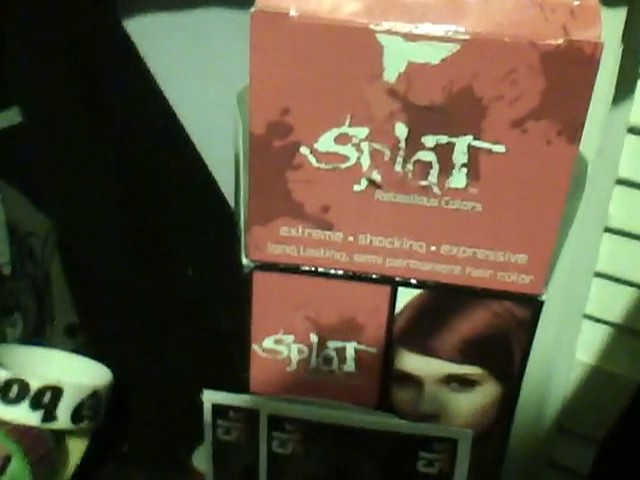 Splat
Rebellious Colors
extreme • shocking • expressive
long lasting, semi permanent hair color
Splat